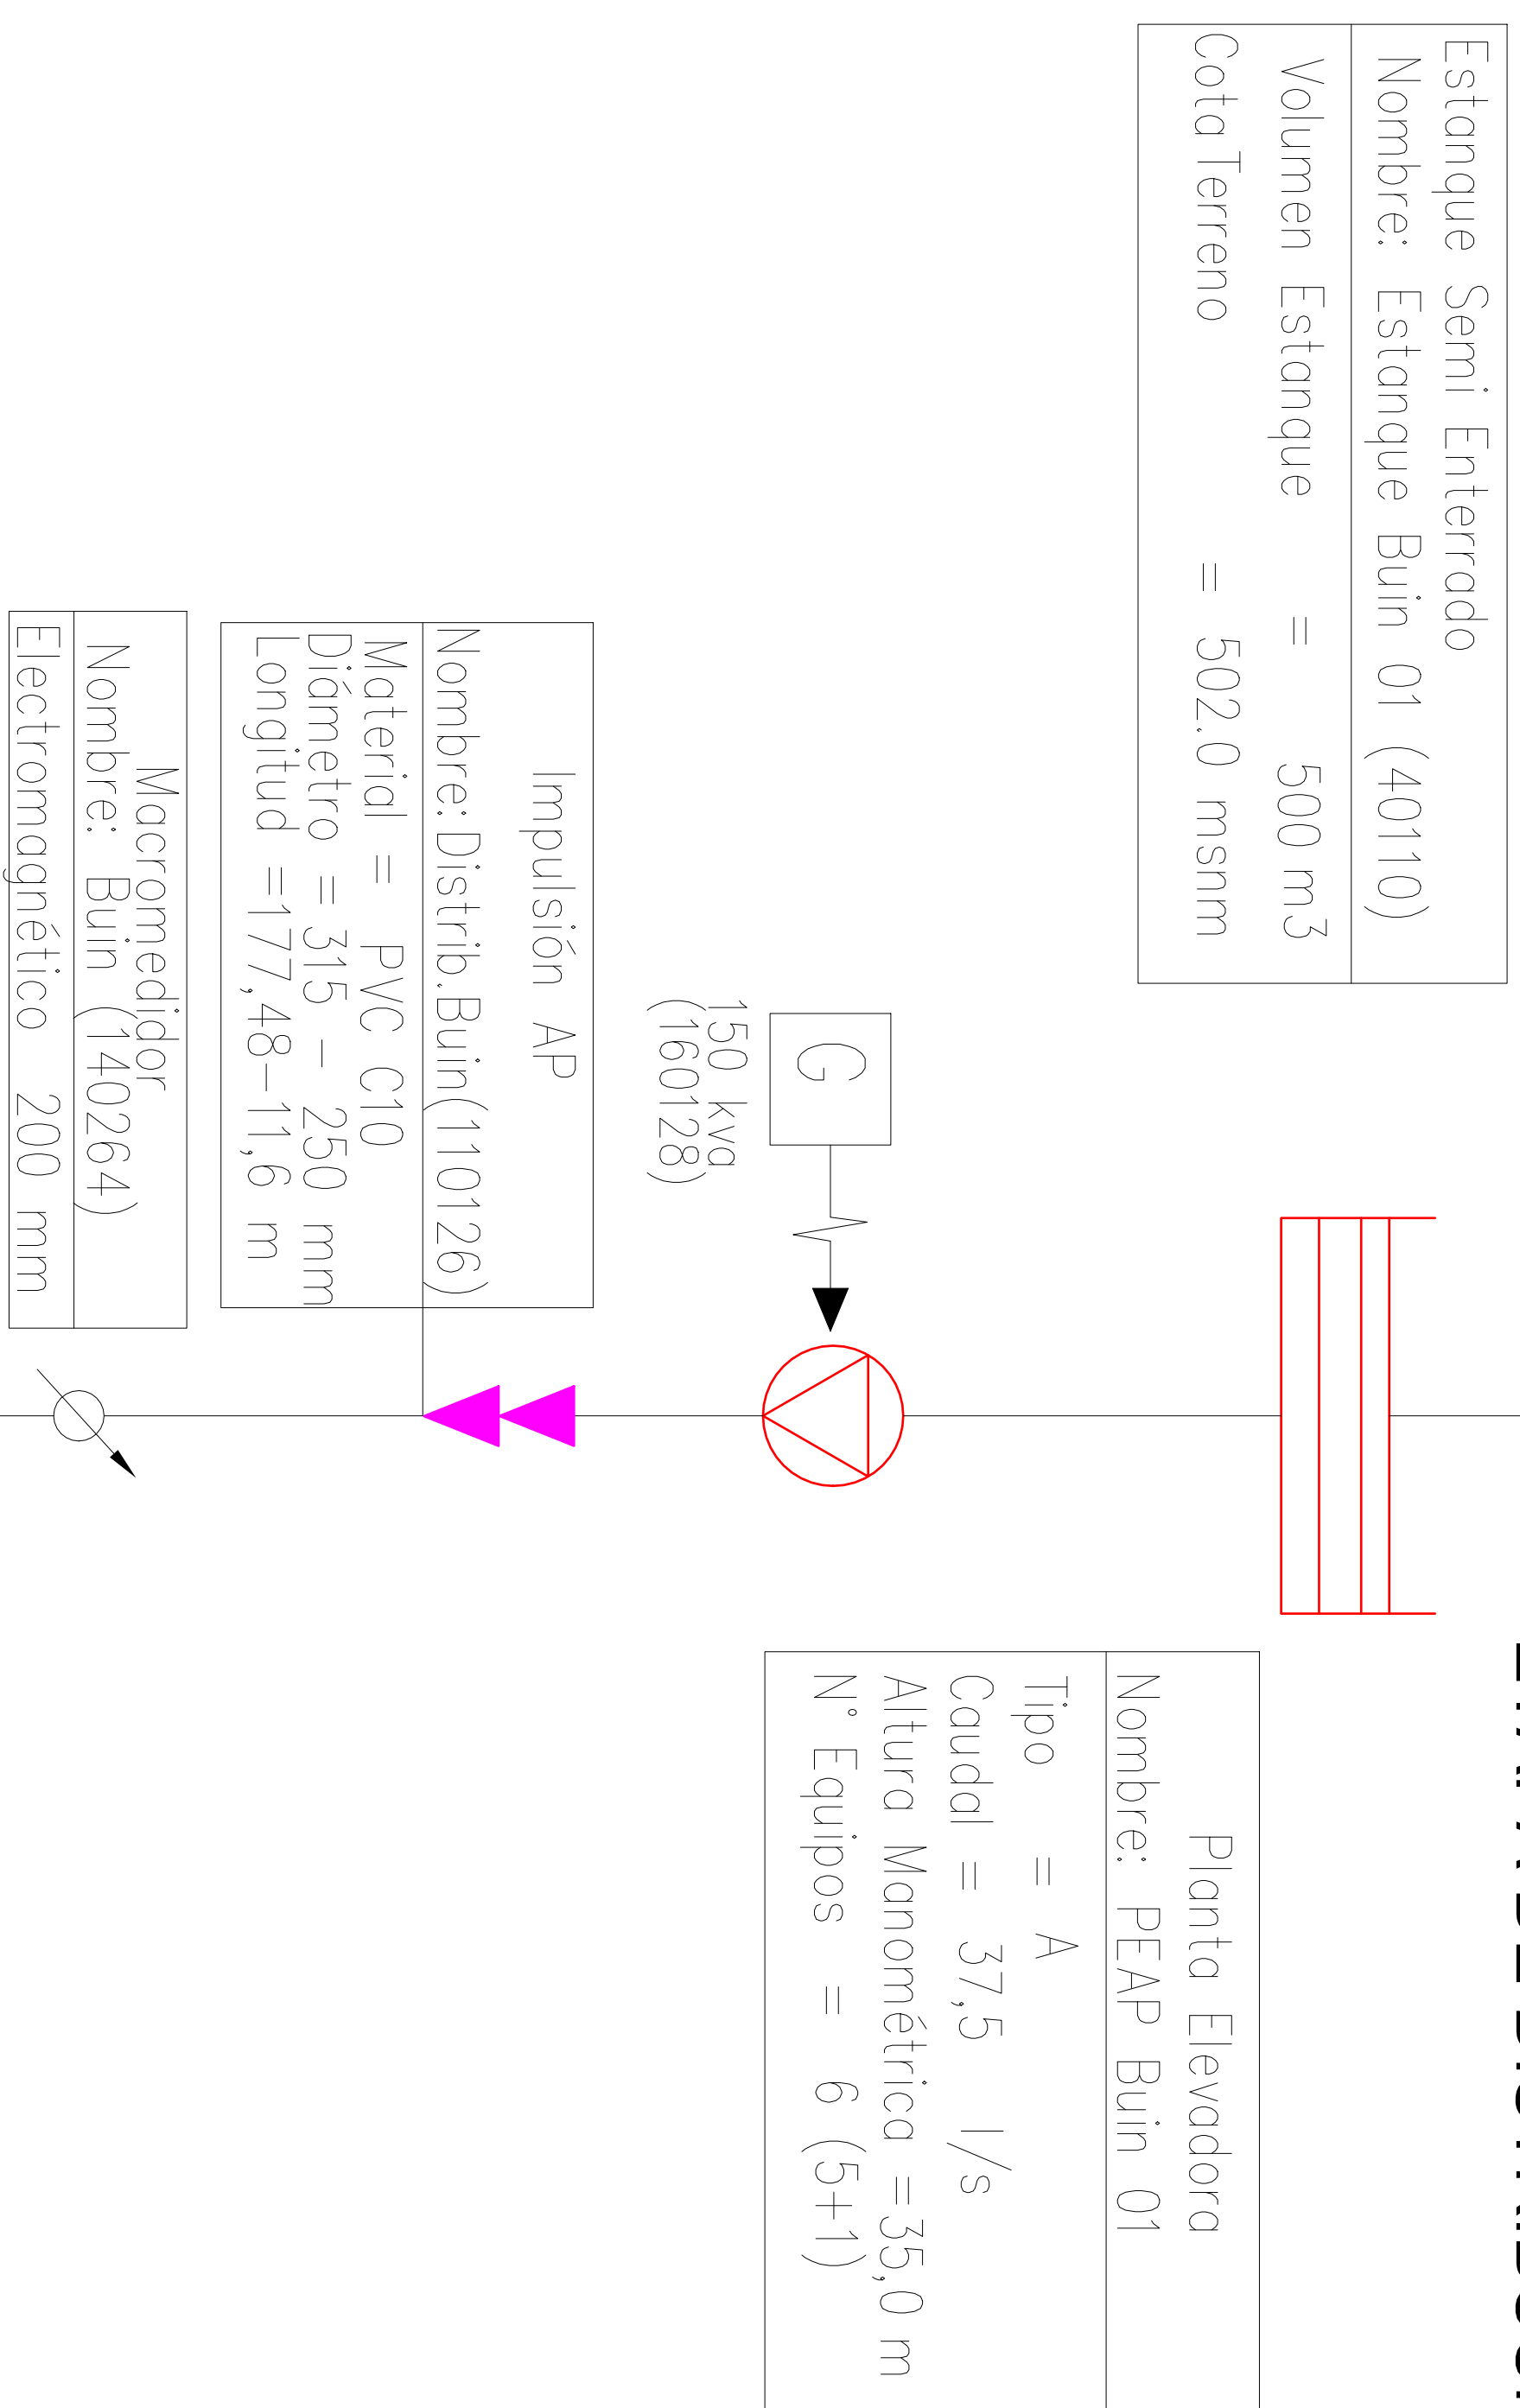 Estanque Semi Enterrado
Nombre: Estanque Buin 01 (40110)
Volumen Estanque = 500 m3
Cota Terreno = 502.0 msnm
Planta Elevadora
Nombre: PEAP Buin 01
Tipo = A
Caudal = 37,5 l/s
Altura Manométrica =35,0 m
N° Equipos = 6 (5+1)
G
150 kva
(160128)
Impulsión AP
Nombre:Distrib.Buin(110126)
Material = PVC C10
Diámetro = 315 - 250 mm
Longitud =177,48-11,6 m
Macromedidor
Nombre: Buin (140264)
Electromagnético 200 mm